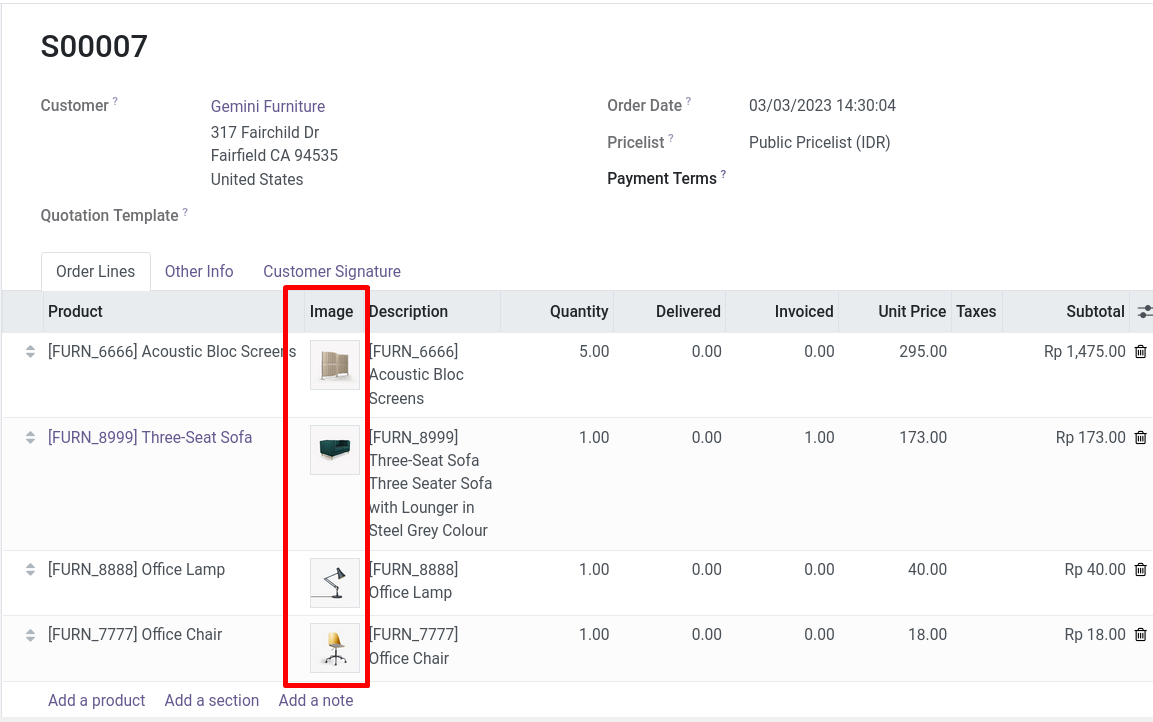 S00007
Customer ?
Gemini Furniture
317 Fairchild Dr
Fairfield CA 94535
United States
Order Date ?
03/03/2023 14:30:04
Pricelist ?
Public Pricelist (IDR)
Payment Terms ?
Quotation Template ?
Order Lines
Other Info
Customer Signature
Product Image Description Quantity Delivered Invoiced Unit Price Taxes Subtotal
[FURN_6666] Acoustic Bloc Screens
[FURN_6666]
Acoustic Bloc
Screens
5.00 0.00 0.00 295.00 Rp 1,475.00
[FURN_8999] Three-Seat Sofa
[FURN_8999]
Three-Seat Sofa
Three Seater Sofa
with Lounger in
Steel Grey Colour
1.00 0.00 1.00 173.00 Rp 173.00
[FURN_8888] Office Lamp
[FURN_8888]
Office Lamp
1.00 0.00 0.00 40.00 Rp 40.00
[FURN_7777] Office Chair
[FURN_7777]
Office Chair
1.00 0.00 0.00 18.00 Rp 18.00
Add a product Add a section Add a note